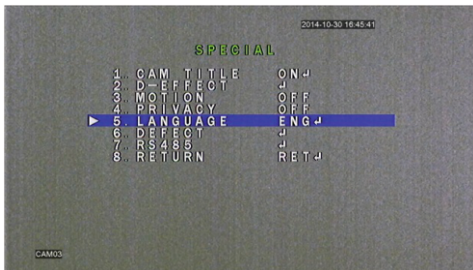 2014-10-30 16:45:41
SPECIAL
1. CAM TITLE ON↲
2. D-EFFECT ↲
3. MOTION OFF
4. PRIVACY OFF
5. LANGUAGE ENG↲
6. DEFECT ↲
7. RS485 ↲
8. RETURN RET↲
CAM03